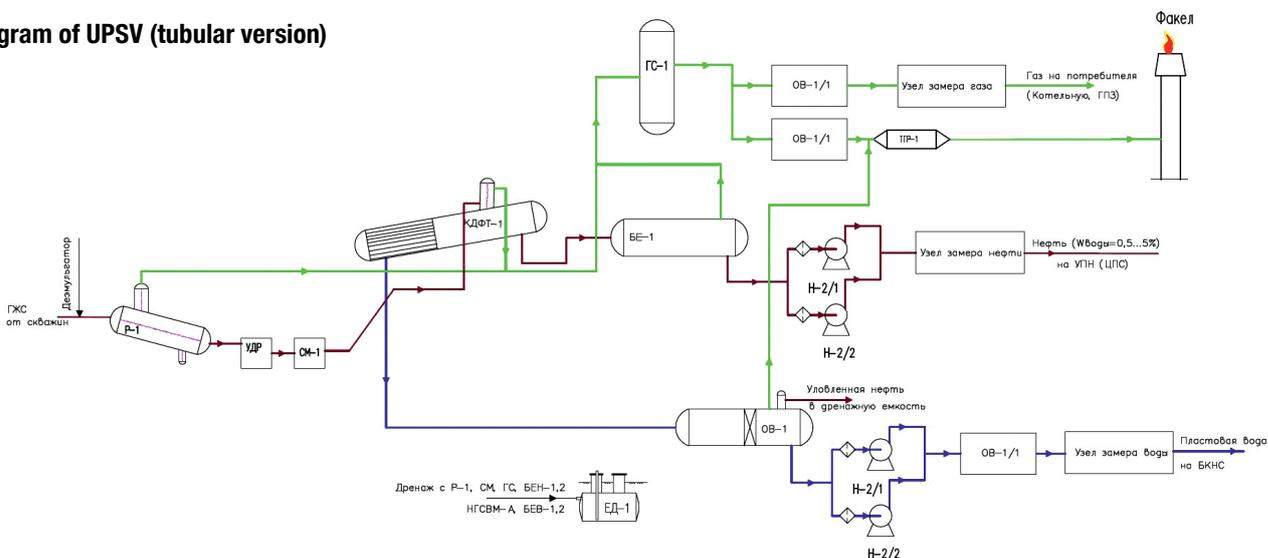 gram of UPSV (tubular version)
Факел
ГС-1
ОВ-1/1
Узел замера газа
Газ на потребителя
(Котельную, ГПЗ)
ОВ-1/1
ТГР-1
КДФТ-1
БЕ-1
Деэмульгатор
ГЖС
от скважин
Р-1
УДР
СМ-1
Н-2/1
Н-2/2
Узел замера нефти
Нефть (Wводы=0,5...5%)
на УПН (ЦПС)
Уловленная нефть
в дренажную емкость
ОВ-1
Н-2/1
Н-2/2
ОВ-1/1
Узел замера воды
Пластовая вода
на БКНС
Дренаж с Р-1, СМ, ГС, БЕН-1,2
НГСВМ-А, БЕВ-1,2
ЕД-1